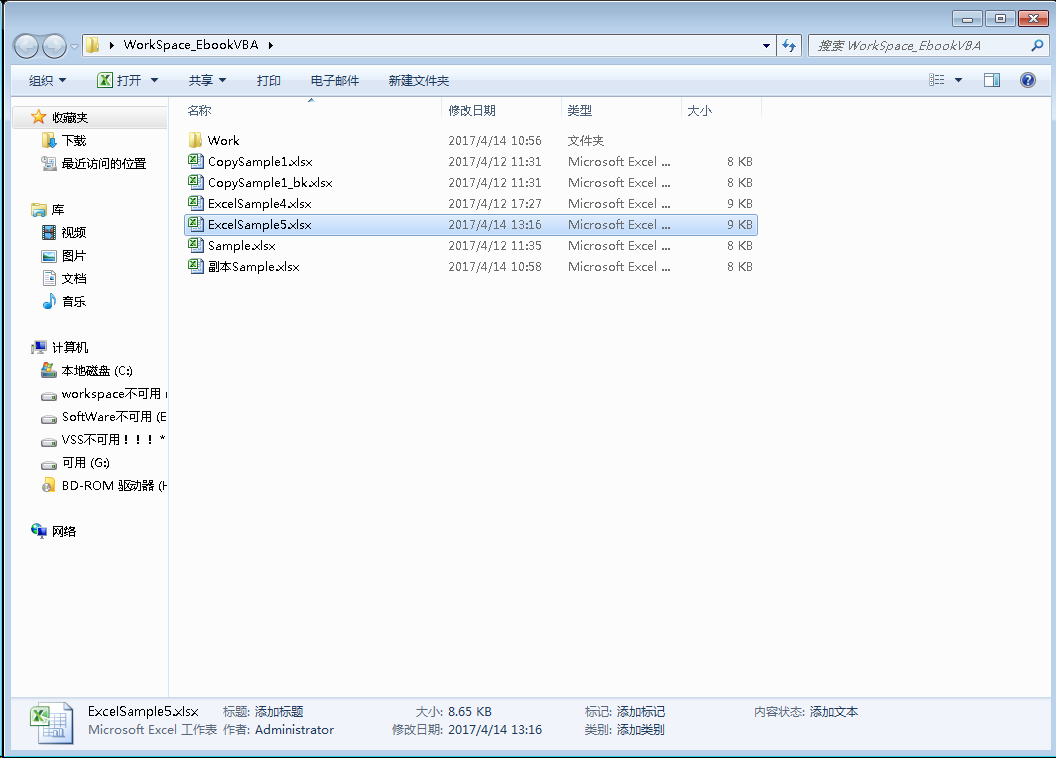 WorkSpace_EbookVBA
搜索 WorkSpace_EbookVBA
组织 打开 共享 打印 电子邮件 新建文件夹
收藏夹
下载
最近访问的位置
库
视频
图片
文档
音乐
计算机
本地磁盘 (C:)
workspace不可用
SoftWare不可用 (E
VSS不可用！！！ *
可用 (G:)
BD-ROM 驱动器 (H
网络
名称 修改日期 类型 大小
Work 2017/4/14 10:56 文件夹
CopySample1.xlsx 2017/4/12 11:31 Microsoft Excel ... 8 KB
CopySample1_bk.xlsx 2017/4/12 11:31 Microsoft Excel ... 8 KB
ExcelSample4.xlsx 2017/4/12 17:27 Microsoft Excel ... 9 KB
ExcelSample5.xlsx 2017/4/14 13:16 Microsoft Excel ... 9 KB
Sample.xlsx 2017/4/12 11:35 Microsoft Excel ... 8 KB
副本Sample.xlsx 2017/4/14 10:58 Microsoft Excel ... 8 KB
ExcelSample5.xlsx 标题: 添加标题 大小: 8.65 KB 标记: 添加标记 内容状态: 添加文本
Microsoft Excel 工作表 作者: Administrator 修改日期: 2017/4/14 13:16 类别: 添加类别